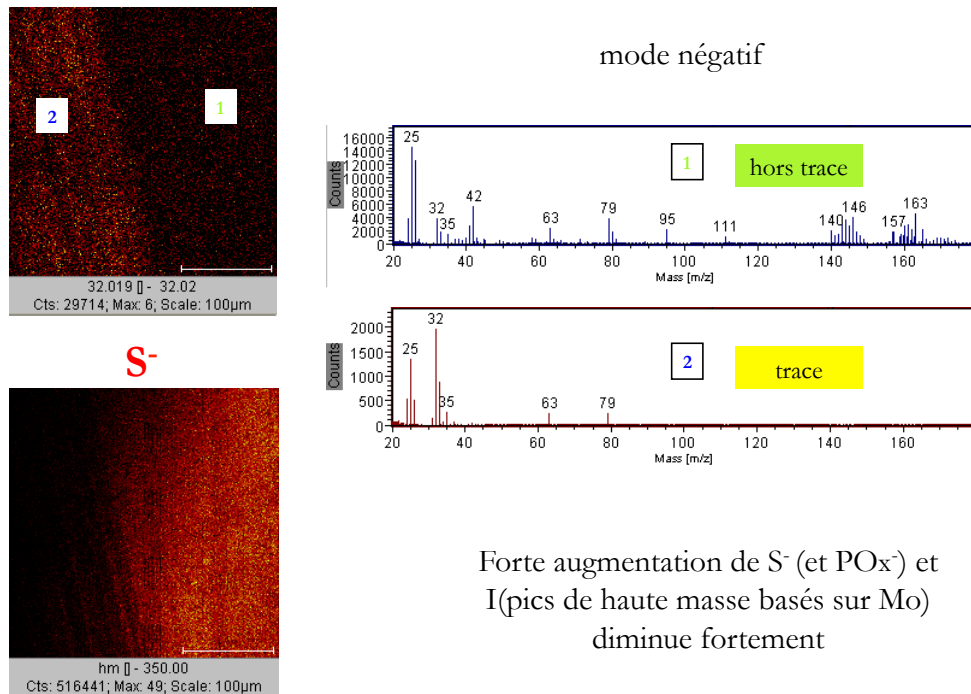 2
1
32.019 [] - 32.02
Cts: 29714; Max: 6; Scale: 100µm
S-
hm [] - 350.00
Cts: 516441; Max: 49; Scale: 100µm
mode négatif
16000
14000
12000
10000
8000
6000
4000
2000
0
Counts
25
32
35
42
63
79
95
111
140
146
157
163
1
hors trace
20 40 60 80 100 120 140 160
Mass [m/z]
2000
1500
1000
500
0
Counts
25
32
35
63
79
2
trace
20 40 60 80 100 120 140 160
Mass [m/z]
Forte augmentation de S- (et POx-) et
I(pics de haute masse basés sur Mo)
diminue fortement